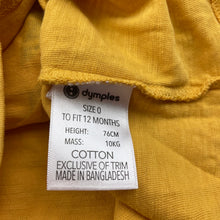 dymples
SIZE 0
TO FIT 12 MONTHS
HEIGHT: 76CM
MASS: 10KG
COTTON
EXCLUSIVE OF TRIM
MADE IN BANGLADESH